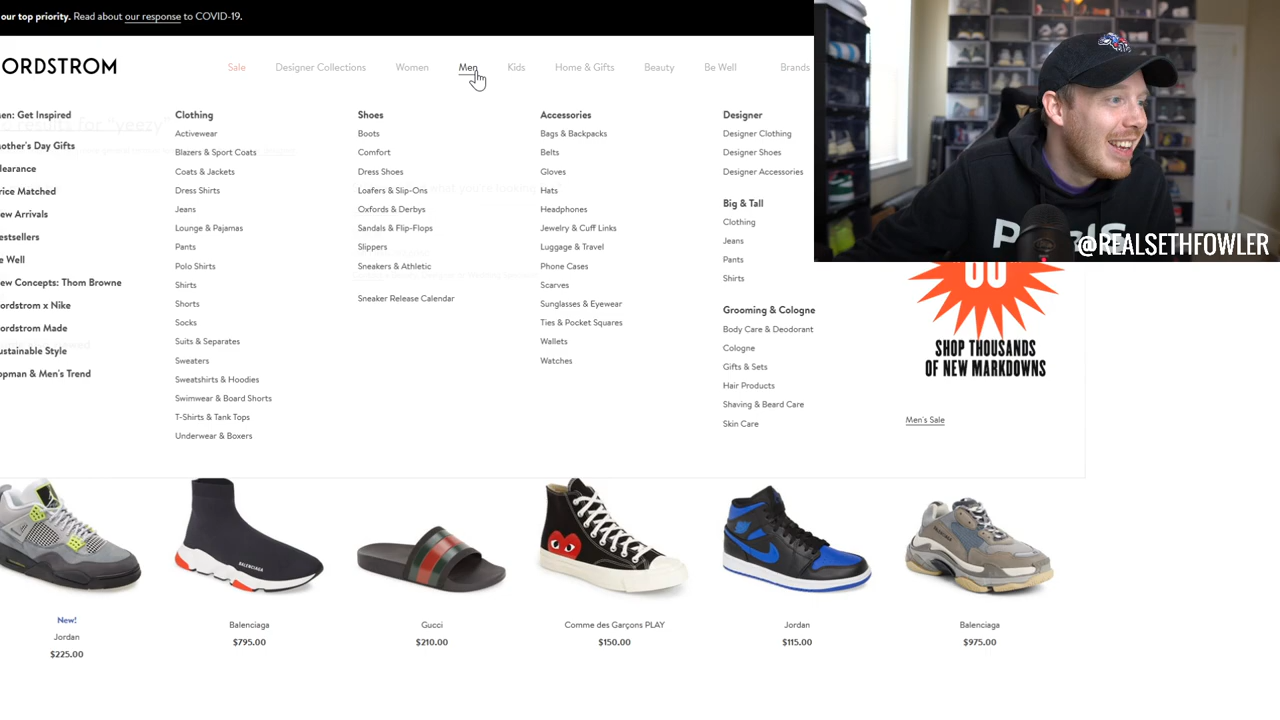 our top priority. Read about our response to COVID-19.
ORDSTROM
Sale
Designer Collections
Women
Men
Kids
Home & Gifts
Beauty
Be Well
Brands
en: Get Inspired
other's Day Gifts
learance
rice Matched
ew Arrivals
estsellers
e Well
ew Concepts: Thom Browne
ordstrom x Nike
ordstrom Made
ustainable Style
opman & Men's Trend
results for "yeezy"
what you're looking
Clothing
Activewear
Blazers & Sport Coats
Coats & Jackets
Dress Shirts
Jeans
Lounge & Pajamas
Pants
Polo Shirts
Shirts
Shorts
Socks
Suits & Separates
Sweaters
Sweatshirts & Hoodies
Swimwear & Board Shorts
T-Shirts & Tank Tops
Underwear & Boxers
Shoes
Boots
Comfort
Dress Shoes
Loafers & Slip-Ons
Oxfords & Derbys
Sandals & Flip-Flops
Slippers
Sneakers & Athletic
Sneaker Release Calendar
Accessories
Bags & Backpacks
Belts
Gloves
Hats
Headphones
Jewelry & Cuff Links
Luggage & Travel
Phone Cases
Scarves
Sunglasses & Eyewear
Ties & Pocket Squares
Wallets
Watches
Designer
Designer Clothing
Designer Shoes
Designer Accessories
Big & Tall
Clothing
Jeans
Pants
Shirts
Grooming & Cologne
Body Care & Deodorant
Cologne
Gifts & Sets
Hair Products
Shaving & Beard Care
Skin Care
@REALSETHFOWLER
SHOP THOUSANDS
OF NEW MARKDOWNS
Men's Sale
BALENCIAGA
New!
Jordan
$225.00
Balenciaga
$795.00
Gucci
$210.00
Comme des Garçons PLAY
$150.00
Jordan
$115.00
Balenciaga
$975.00